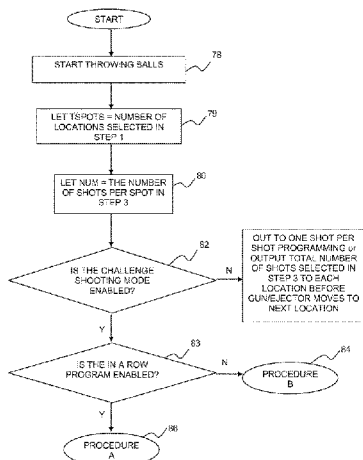 START
START THROWING BALLS
78
LET TSPOTS = NUMBER OF
LOCATIONS SELECTED IN
STEP 1
79
LET NUM = THE NUMBER
OF SHOTS PER SPOT IN
STEP 3
80
IS THE CHALLENGE
SHOOTING MODE
ENABLED?
82
N
OUT TO ONE SHOT PER
SHOT PROGRAMMING or
OUTPUT TOTAL NUMBER
OF SHOTS SELECTED IN
STEP 3 TO EACH
LOCATION BEFORE
GUN/EJECTOR MOVES TO
NEXT LOCATION
Y
IS THE IN A ROW
PROGRAM ENABLED?
83
N
PROCEDURE
B
84
Y
PROCEDURE
A
86